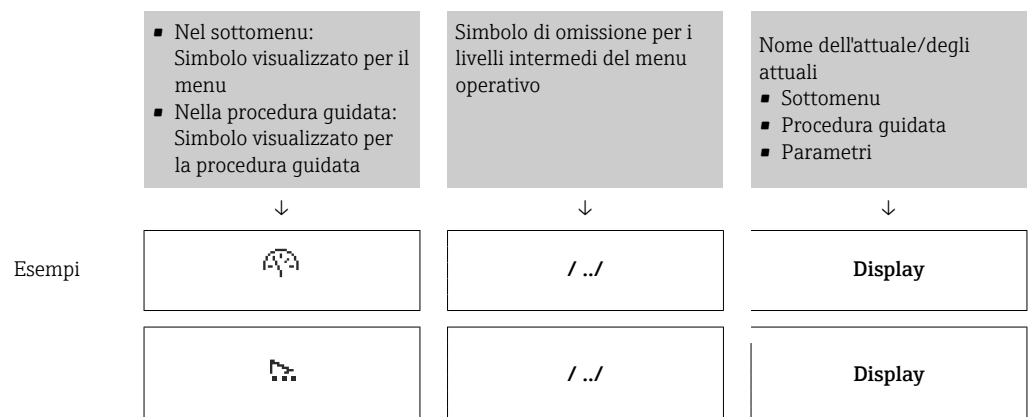 ▪ Nel sottomenu:
Simbolo visualizzato per il
menu
▪ Nella procedura guidata:
Simbolo visualizzato per
la procedura guidata
Simbolo di omissione per i
livelli intermedi del menu
operativo
Nome dell'attuale/degli
attuali
▪ Sottomenu
▪ Procedura guidata
▪ Parametri
↓ ↓ ↓
Esempi / ../ Display
/ ../ Display